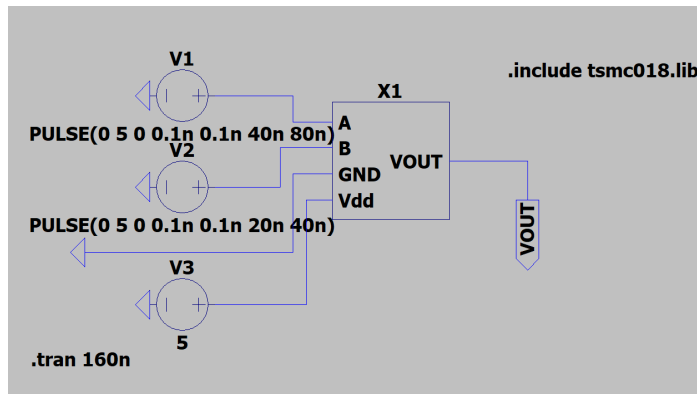 V1
.include tsmc018.lib
X1
PULSE(0 5 0 0.1n 0.1n 40n 80n)
A
V2
B
VOUT
GND
Vdd
PULSE(0 5 0 0.1n 0.1n 20n 40n)
VOUT
V3
5
.tran 160n